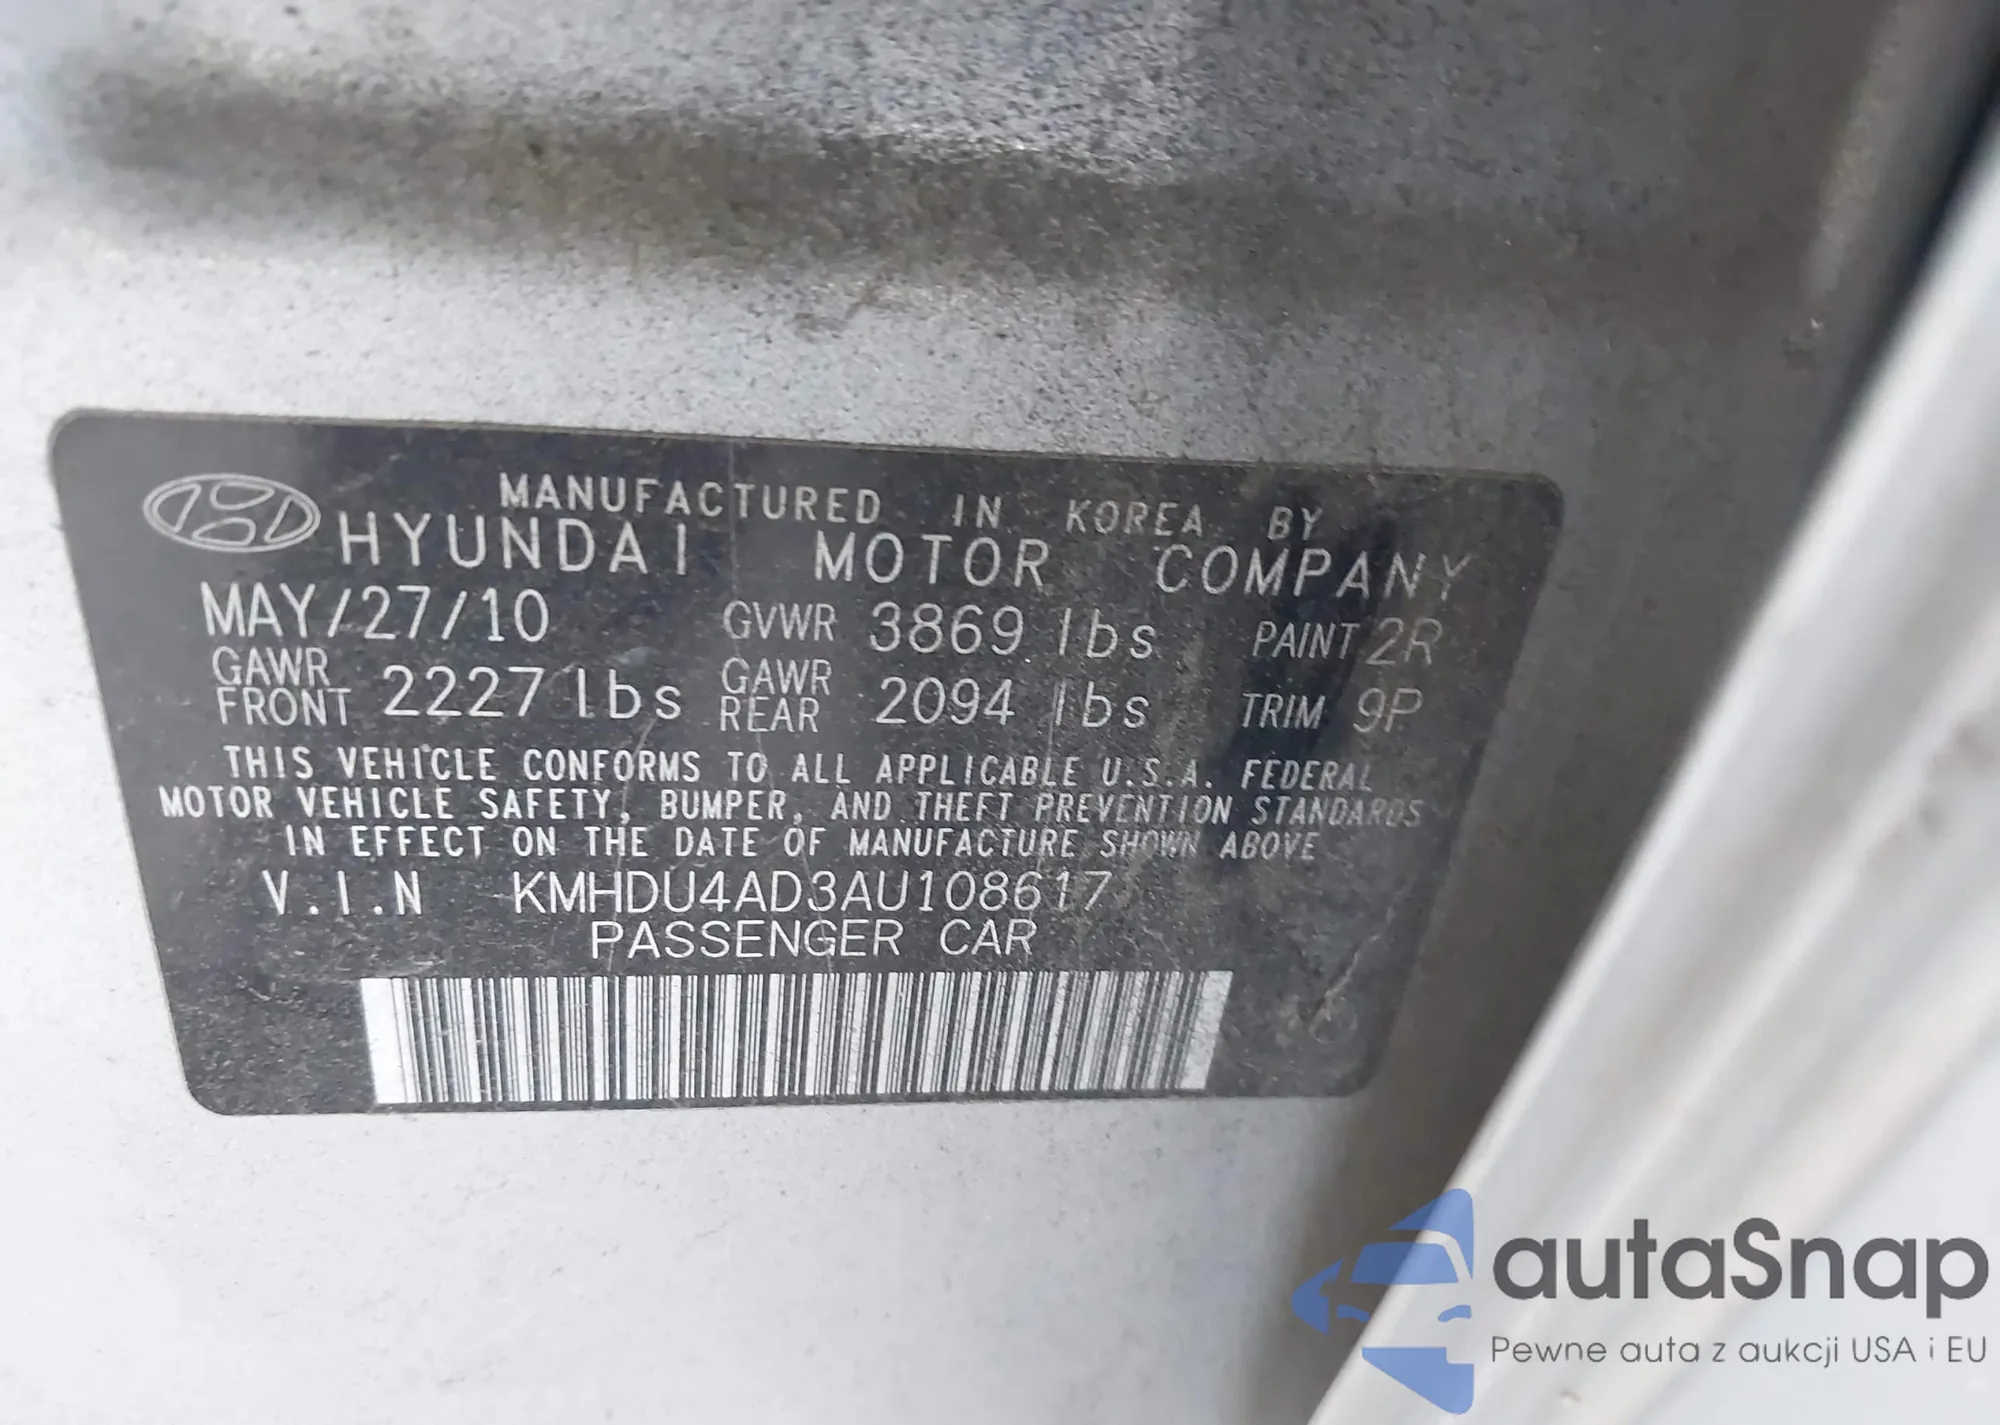 MANUFACTURED IN KOREA BY
HYUNDAI MOTOR COMPANY
MAY/27/10 GVWR 3869 lbs PAINT 2R
GAWR FRONT 2227 lbs GAWR REAR 2094 lbs TRIM 9P
THIS VEHICLE CONFORMS TO ALL APPLICABLE U.S.A. FEDERAL
MOTOR VEHICLE SAFETY, BUMPER, AND THEFT PREVENTION STANDARDS
IN EFFECT ON THE DATE OF MANUFACTURE SHOWN ABOVE
V.I.N KMHDU4AD3AU108617
PASSENGER CAR
autaSnap
Pewne auta z aukcji USA i EU